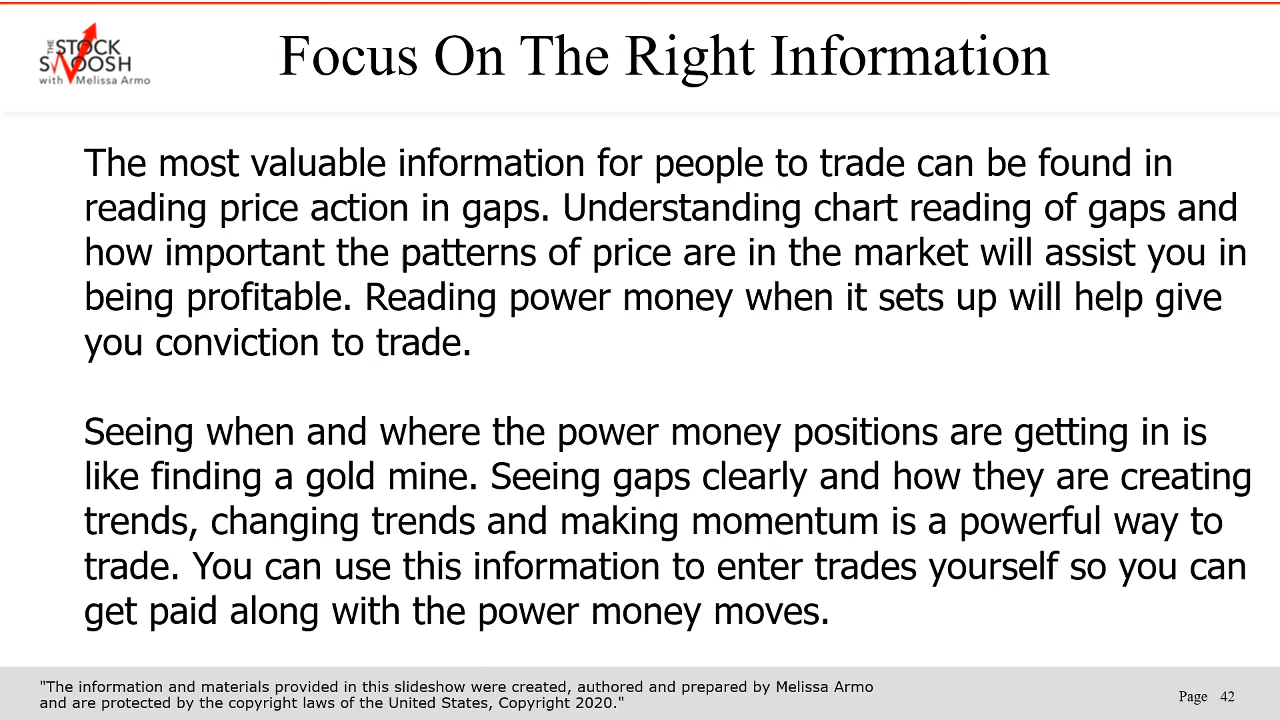 THE STOCK
SWOOSH
with Melissa Armo
Focus On The Right Information
The most valuable information for people to trade can be found in
reading price action in gaps. Understanding chart reading of gaps and
how important the patterns of price are in the market will assist you in
being profitable. Reading power money when it sets up will help give
you conviction to trade.
Seeing when and where the power money positions are getting in is
like finding a gold mine. Seeing gaps clearly and how they are creating
trends, changing trends and making momentum is a powerful way to
trade. You can use this information to enter trades yourself so you can
get paid along with the power money moves.
"The information and materials provided in this slideshow were created, authored and prepared by Melissa Armo
and are protected by the copyright laws of the United States, Copyright 2020."
Page 42